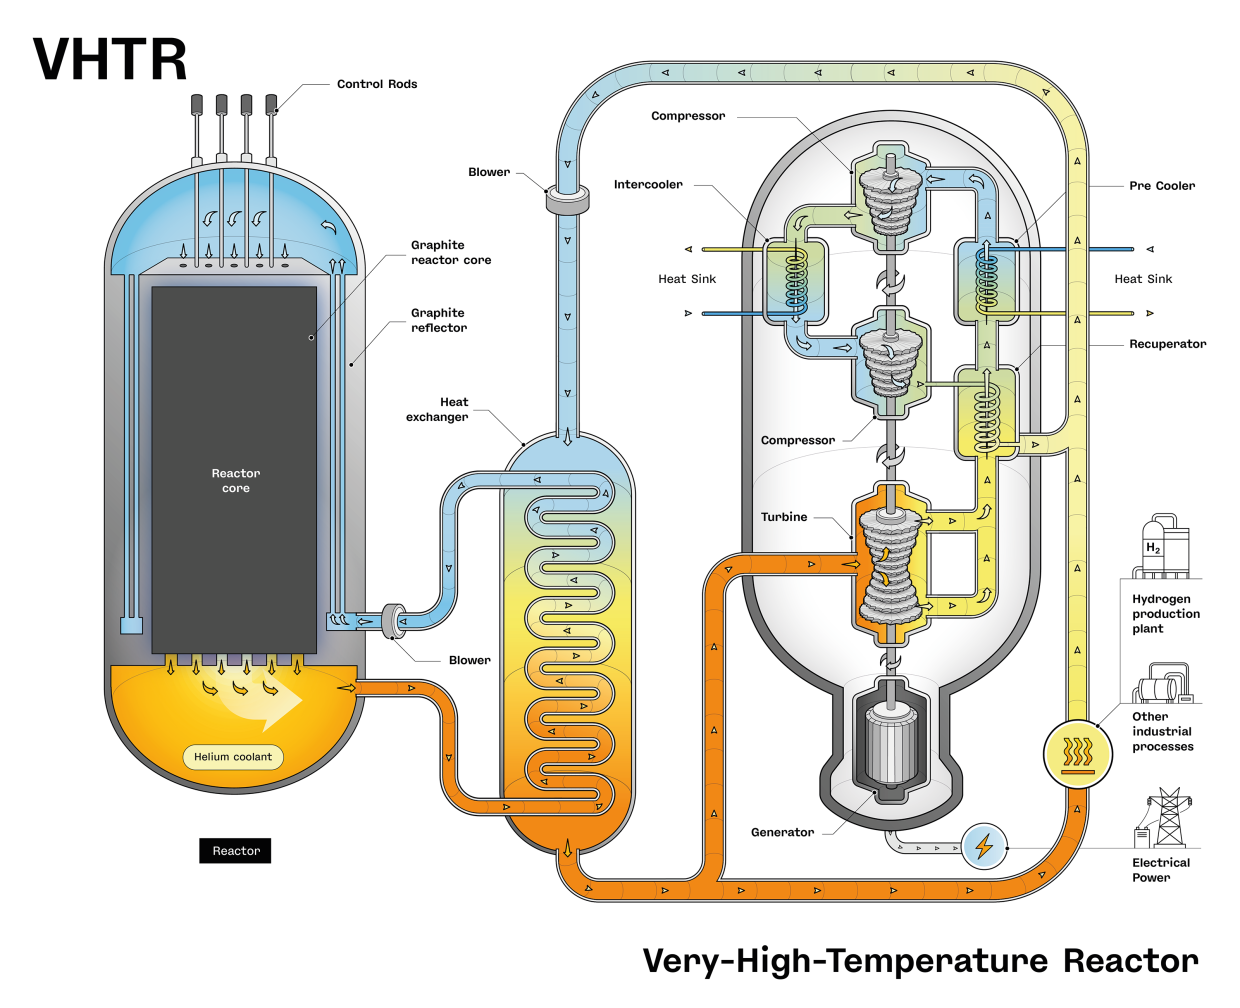 VHTR
Control Rods
Compressor
Blower
Intercooler
Pre Cooler
Graphite
reactor core
Heat Sink
Heat Sink
Graphite
reflector
Recuperator
Heat
exchanger
Compressor
Reactor
core
Turbine
H2
Hydrogen
production
plant
Blower
Other
industrial
processes
Helium coolant
Generator
Reactor
Electrical
Power
Very-High-Temperature Reactor